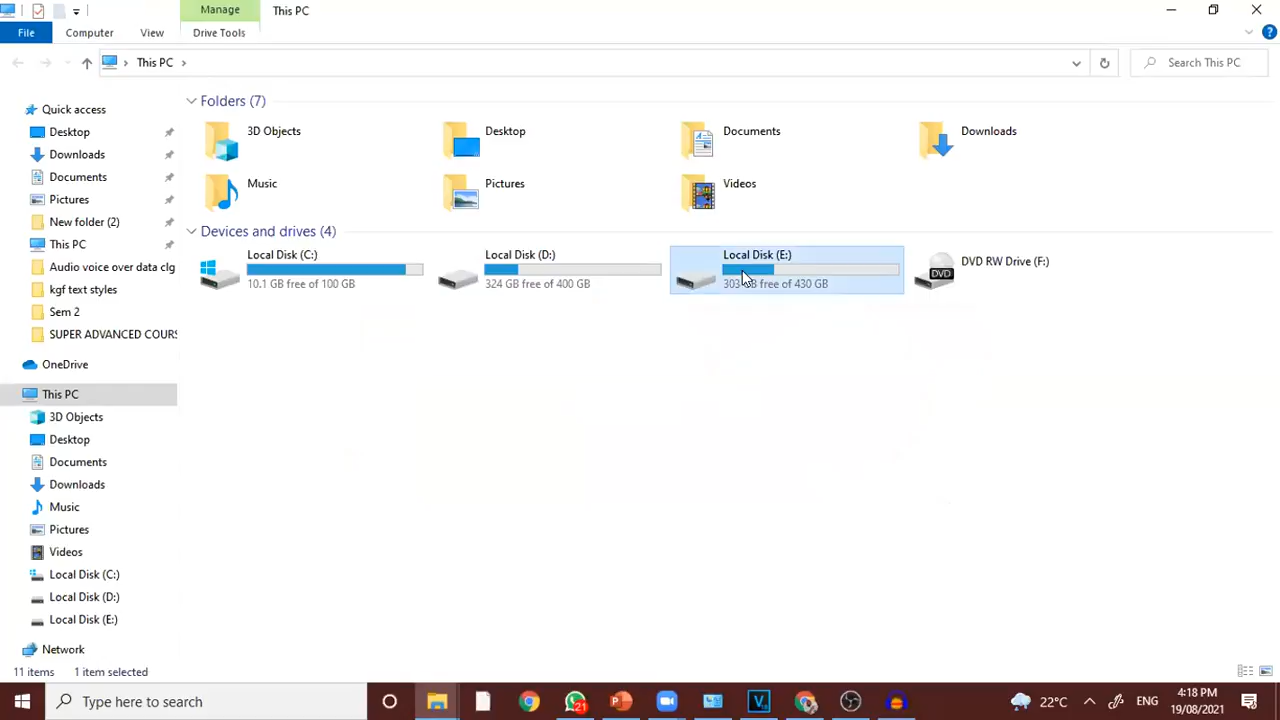 Manage
This PC
File
Computer
View
Drive Tools
This PC
Search This PC
Quick access
Desktop
Downloads
Documents
Pictures
New folder (2)
This PC
Audio voice over data clg
kgf text styles
Sem 2
SUPER ADVANCED COURS
OneDrive
This PC
3D Objects
Desktop
Documents
Downloads
Music
Pictures
Videos
Local Disk (C:)
Local Disk (D:)
Local Disk (E:)
Network
Folders (7)
3D Objects
Desktop
Documents
Downloads
Music
Pictures
Videos
Devices and drives (4)
Local Disk (C:)
10.1 GB free of 100 GB
Local Disk (D:)
324 GB free of 400 GB
Local Disk (E:)
303 GB free of 430 GB
DVD RW Drive (F:)
DVD
11 items
1 item selected
Type here to search
21
22°C
ENG
4:18 PM
19/08/2021